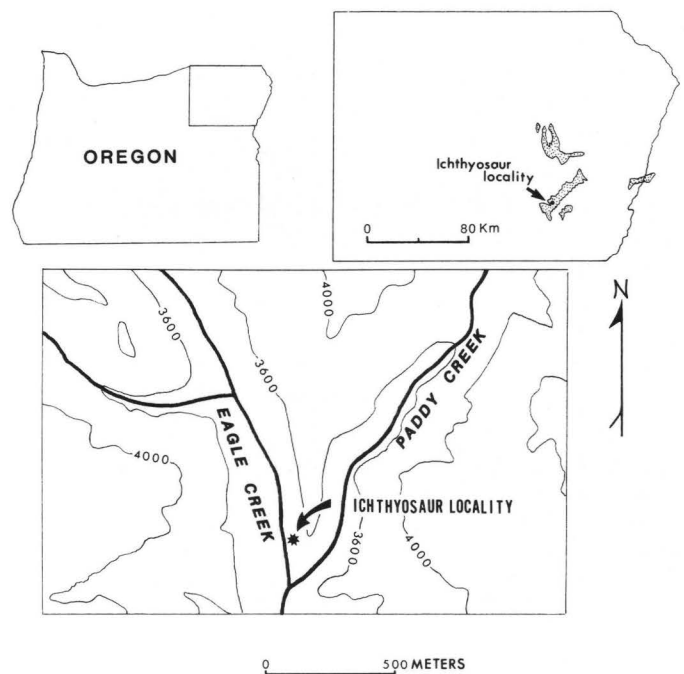 OREGON
Ichthyosaur
locality
0 80 Km
N
4000
3600
3600
PADDY CREEK
EAGLE CREEK
4000
ICHTHYOSAUR LOCALITY
3600
4000
0 500 METERS